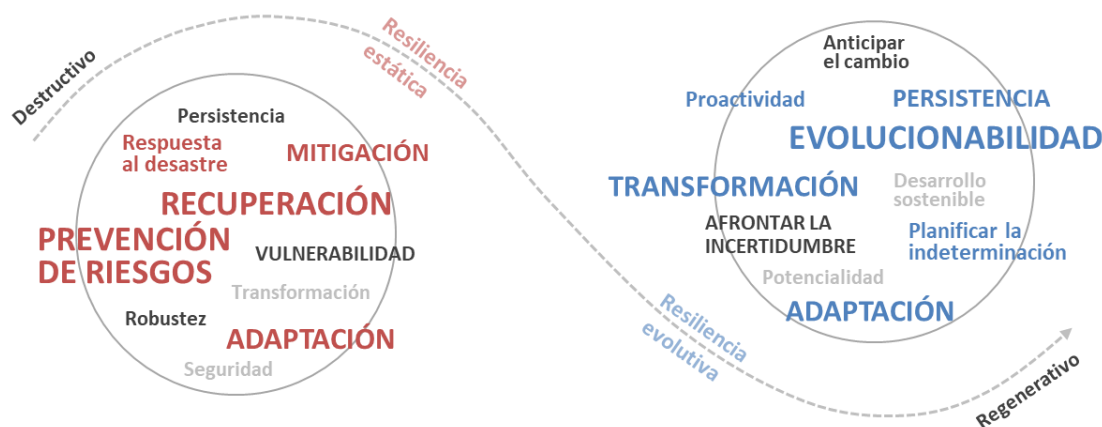 Destructivo
Resiliencia
estática
Persistencia
Respuesta
al desastre
MITIGACIÓN
RECUPERACIÓN
PREVENCIÓN
DE RIESGOS
VULNERABILIDAD
Transformación
Robustez
ADAPTACIÓN
Seguridad
Anticipar
el cambio
Proactividad
PERSISTENCIA
EVOLUCIONABILIDAD
TRANSFORMACIÓN
Desarrollo
sostenible
AFRONTAR LA
INCERTIDUMBRE
Planificar la
indeterminación
Potencialidad
ADAPTACIÓN
Resiliencia
evolutiva
Regenerativo